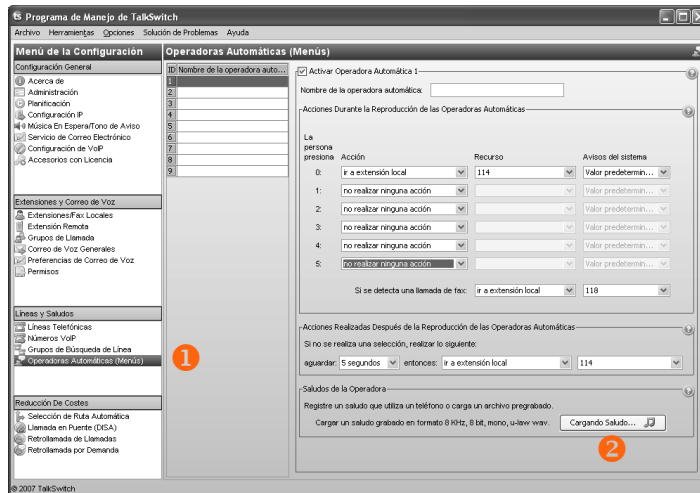 ts Programa de Manejo de TalkSwitch
Archivo Herramientas Opciones Solución de Problemas Ayuda
Menú de la Configuración
Configuración General
Acerca de
Administración
Planificación
Configuración IP
Música En Espera/Tono de Aviso
Servicio de Correo Electrónico
Configuración de VoIP
Accesorios con Licencia
Extensiones y Correo de Voz
Extensiones/Fax Locales
Extensión Remota
Grupos de Llamada
Correo de Voz Generales
Preferencias de Correo de Voz
Permisos
Líneas y Saludos
Líneas Telefónicas
Números VoIP
Grupos de Búsqueda de Línea
Operadoras Automáticas (Menús)
Reducción De Costes
Selección de Ruta Automática
Llamada en Puente (DISA)
Retrollamada de Llamadas
Retrollamada por Demanda
Operadoras Automáticas (Menús)
ID Nombre de la operadora auto...
1
2
3
4
5
6
7
8
9
1
Activar Operadora Automática 1
Nombre de la operadora automática:
Acciones Durante la Reproducción de las Operadoras Automáticas
La
persona
presiona Acción Recurso Avisos del sistema
0: ir a extensión local 114 Valor predetermin...
1: no realizar ninguna acción Valor predetermin...
2: no realizar ninguna acción Valor predetermin...
3: no realizar ninguna acción Valor predetermin...
4: no realizar ninguna acción Valor predetermin...
5: no realizar ninguna acción Valor predetermin...
Si se detecta una llamada de fax: ir a extensión local 118
Acciones Realizadas Después de la Reproducción de las Operadoras Automáticas
Si no se realiza una selección, realizar lo siguiente:
aguardar: 5 segundos entonces: ir a extensión local 114
Saludos de la Operadora
Registre un saludo que utiliza un teléfono o carga un archivo pregrabado.
Cargar un saludo grabado en formato 8 KHz, 8 bit, mono, u-law wav. Cargando Saludo...
2
© 2007 TalkSwitch